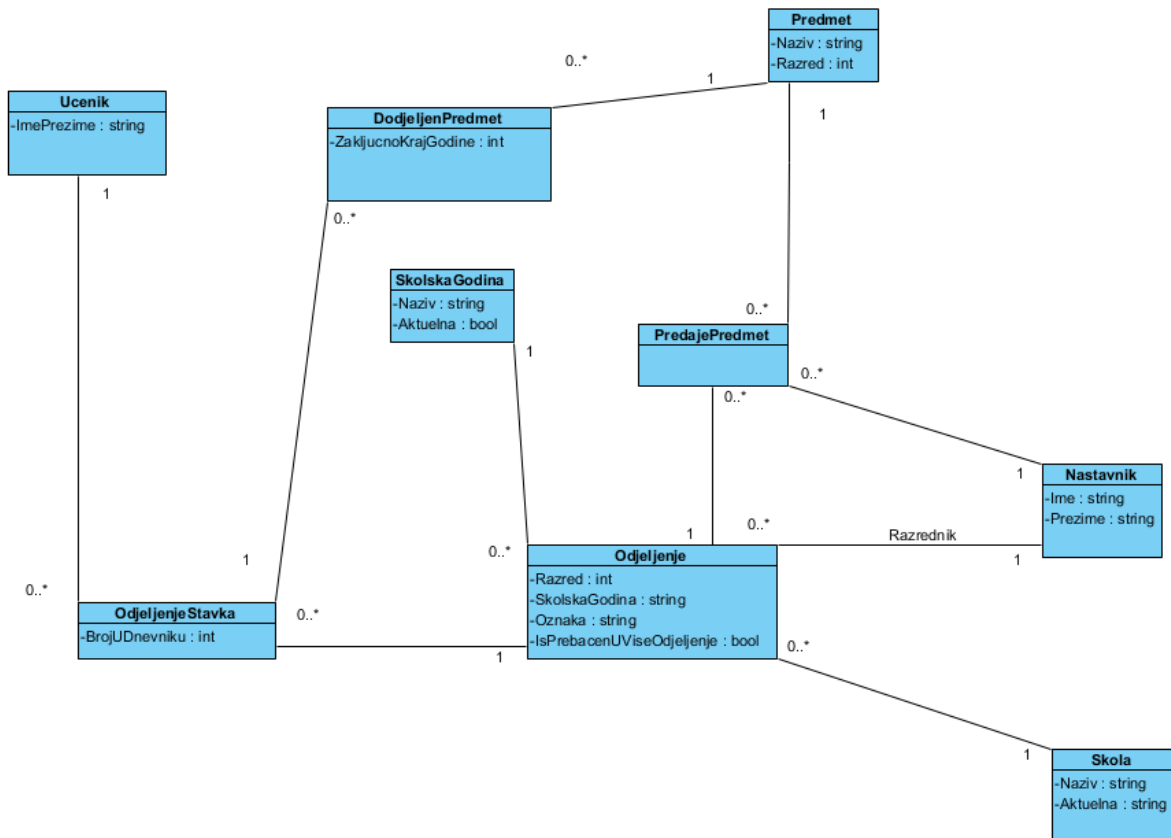 Predmet
-Naziv : string
-Razred : int
0..*
1
1
Ucenik
-ImePrezime : string
1
DodjeljenPredmet
-ZakljucnoKrajGodine : int
0..*
SkolskaGodina
-Naziv : string
-Aktuelna : bool
1
0..*
PredajePredmet
0..*
0..*
1
Nastavnik
-Ime : string
-Prezime : string
1
0..*
Razrednik
1
0..*
Odjeljenje
-Razred : int
-SkolskaGodina : string
-Oznaka : string
-IsPrebacenUViseOdjeljenje : bool
1
0..*
OdjeljenjeStavka
-BrojUDnevniku : int
0..*
1
0..*
1
Skola
-Naziv : string
-Aktuelna : string